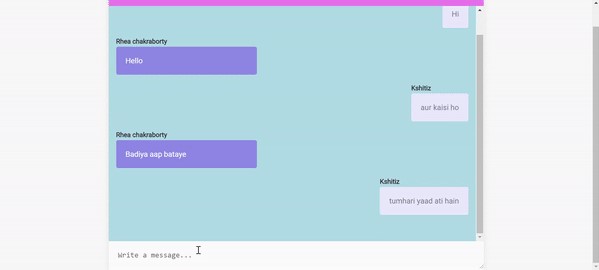 Hi
Rhea chakraborty
Hello
Kshitiz
aur kaisi ho
Rhea chakraborty
Badiya aap bataye
Kshitiz
tumhari yaad ati hain
Write a message...